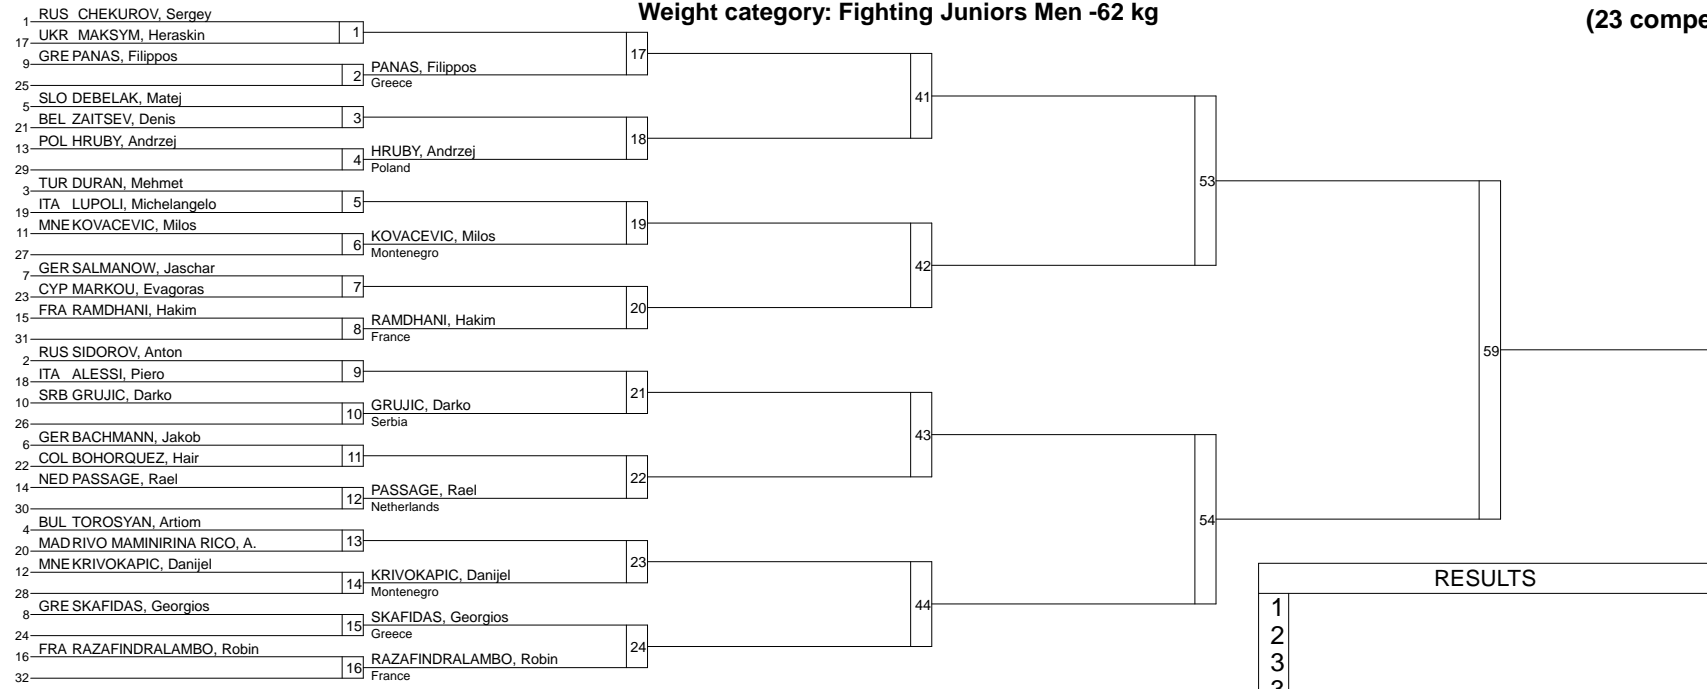 Weight category: Fighting Juniors Men -62 kg
(23 compe
1 RUS CHEKUROV, Sergey
17 UKR MAKSYM, Heraskin
1
9 GRE PANAS, Filippos
25
2
PANAS, Filippos
Greece
17
5 SLO DEBELAK, Matej
21 BEL ZAITSEV, Denis
3
13 POL HRUBY, Andrzej
29
4
HRUBY, Andrzej
Poland
18
41
3 TUR DURAN, Mehmet
19 ITA LUPOLI, Michelangelo
5
11 MNE KOVACEVIC, Milos
27
6
KOVACEVIC, Milos
Montenegro
19
7 GER SALMANOW, Jaschar
23 CYP MARKOU, Evagoras
7
15 FRA RAMDHANI, Hakim
31
8
RAMDHANI, Hakim
France
20
42
53
2 RUS SIDOROV, Anton
18 ITA ALESSI, Piero
9
10 SRB GRUJIC, Darko
26
10
GRUJIC, Darko
Serbia
21
6 GER BACHMANN, Jakob
22 COL BOHORQUEZ, Hair
11
14 NED PASSAGE, Rael
30
12
PASSAGE, Rael
Netherlands
22
43
4 BUL TOROSYAN, Artiom
20 MAD RIVO MAMINIRINA RICO, A.
13
12 MNE KRIVOKAPIC, Danijel
28
14
KRIVOKAPIC, Danijel
Montenegro
23
8 GRE SKAFIDAS, Georgios
24
15
SKAFIDAS, Georgios
Greece
16 FRA RAZAFINDRALAMBO, Robin
32
16
RAZAFINDRALAMBO, Robin
France
24
44
54
59
RESULTS
1
2
3
3